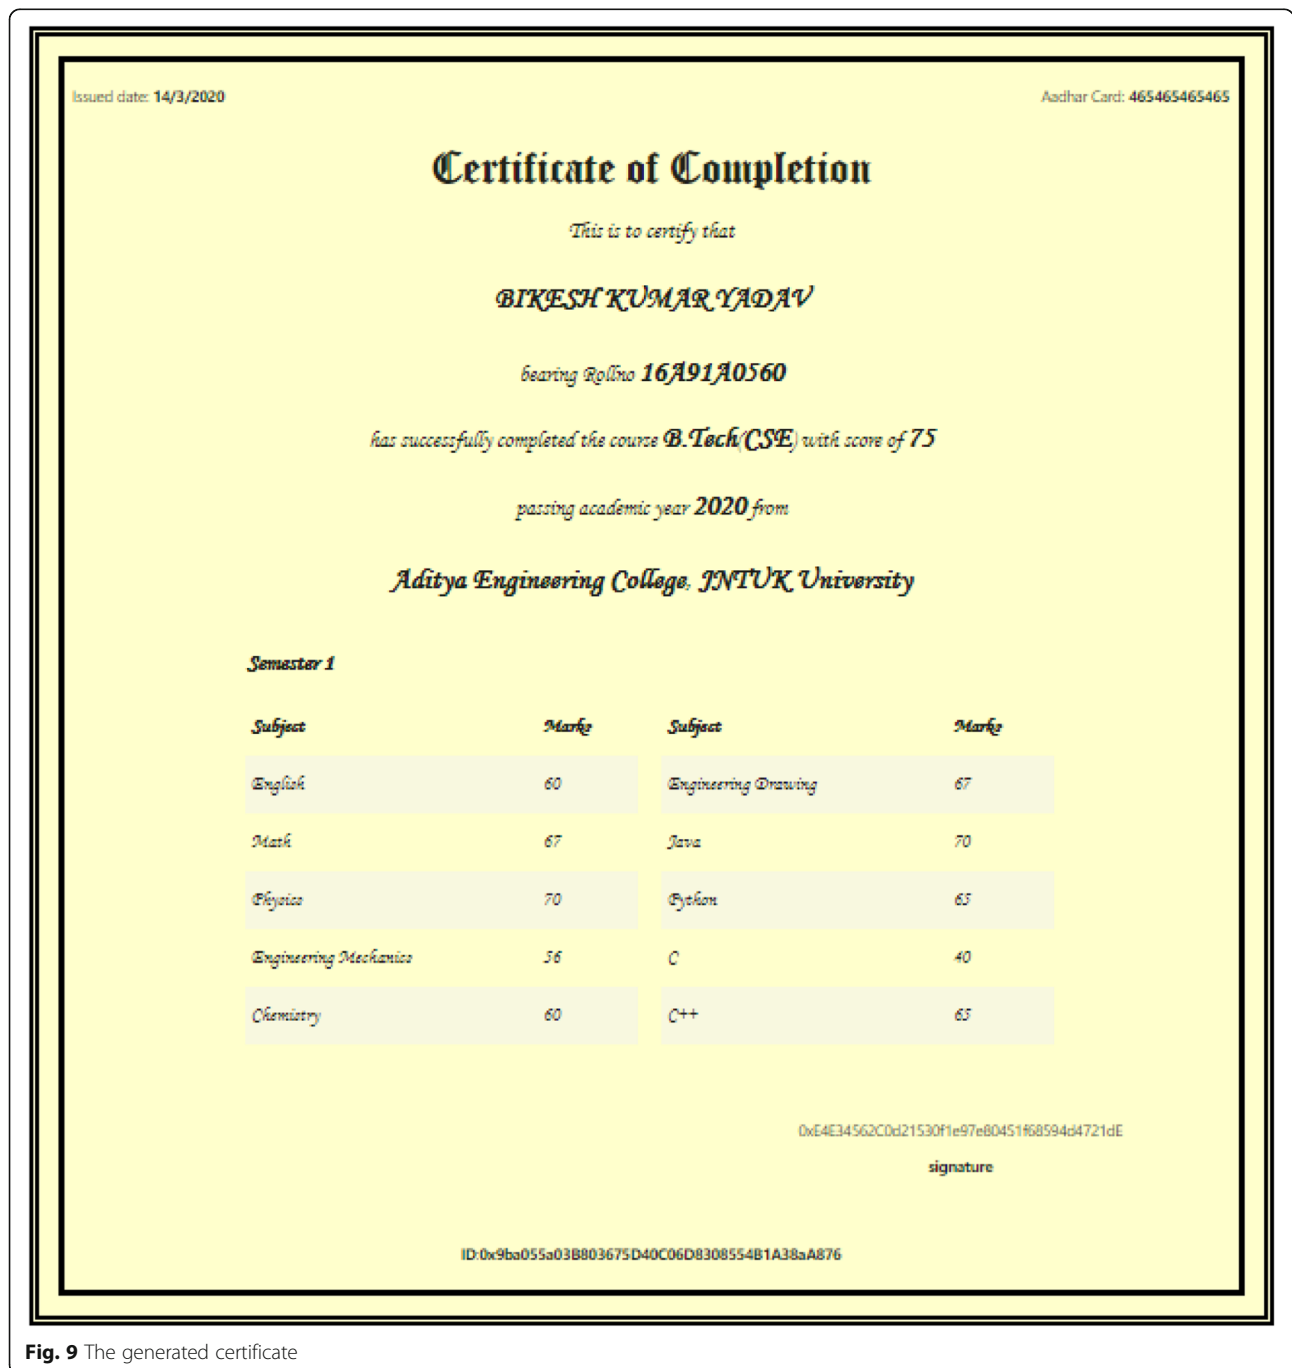 Issued date: 14/3/2020 Aadhar Card: 465465465465
Certificate of Completion
This is to certify that
BIKESH KUMAR YADAV
bearing Rollno 16A91A0560
has successfully completed the course B.Tech(CSE) with score of 75
passing academic year 2020 from
Aditya Engineering College, JNTUK University
Semester 1
Subject Marks Subject Marks
English 60 Engineering Drawing 67
Math 67 Java 70
Physics 70 Python 65
Engineering Mechanics 56 C 40
Chemistry 60 C++ 65
0xE4E34562C0d21530f1e97e80451f68594d4721dE
signature
ID:0x9ba055a03B803675D40C06D8308554B1A38aA876
Fig. 9 The generated certificate